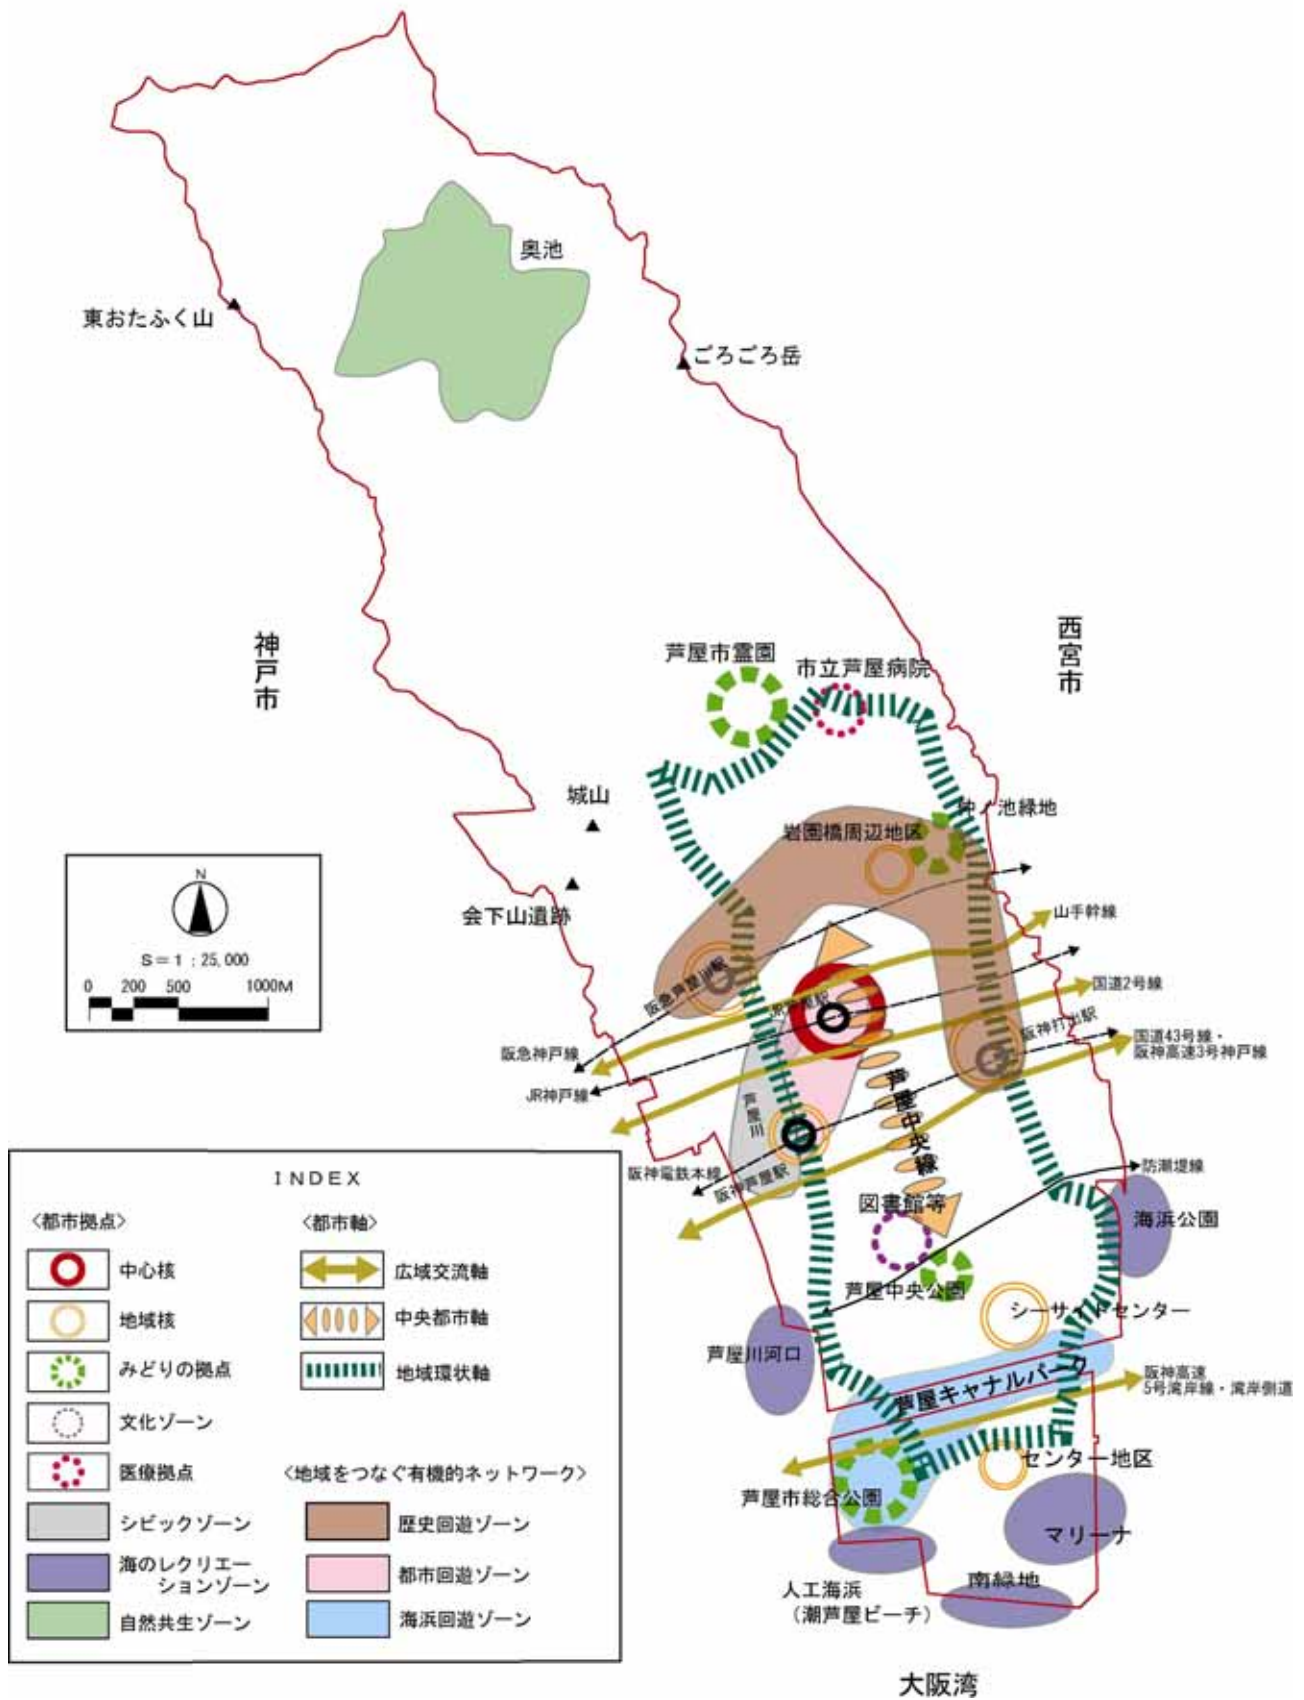 奥池
東おたふく山
ごろごろ岳
神戸市
西宮市
芦屋市霊園
市立芦屋病院
城山
仲ノ池緑地
岩園橋周辺地区
会下山遺跡
N
S=1:25,000
0 200 500 1000M
山手幹線
阪急芦屋川駅
JR芦屋駅
国道2号線
阪神打出駅
国道43号線・
阪神高速3号神戸線
阪急神戸線
JR神戸線
芦屋川
芦屋中央線
阪神電鉄本線
阪神芦屋駅
防潮堤線
図書館等
海浜公園
芦屋中央公園
シーサイドセンター
芦屋川河口
芦屋キャナルパーク
阪神高速
5号湾岸線・湾岸側道
センター地区
芦屋市総合公園
マリーナ
南緑地
人工海浜
(潮芦屋ビーチ)
大阪湾
INDEX
〈都市拠点〉
中心核
地域核
みどりの拠点
文化ゾーン
医療拠点
シビックゾーン
海のレクリエー
ションゾーン
自然共生ゾーン
〈都市軸〉
広域交流軸
中央都市軸
地域環状軸
〈地域をつなぐ有機的ネットワーク〉
歴史回遊ゾーン
都市回遊ゾーン
海浜回遊ゾーン